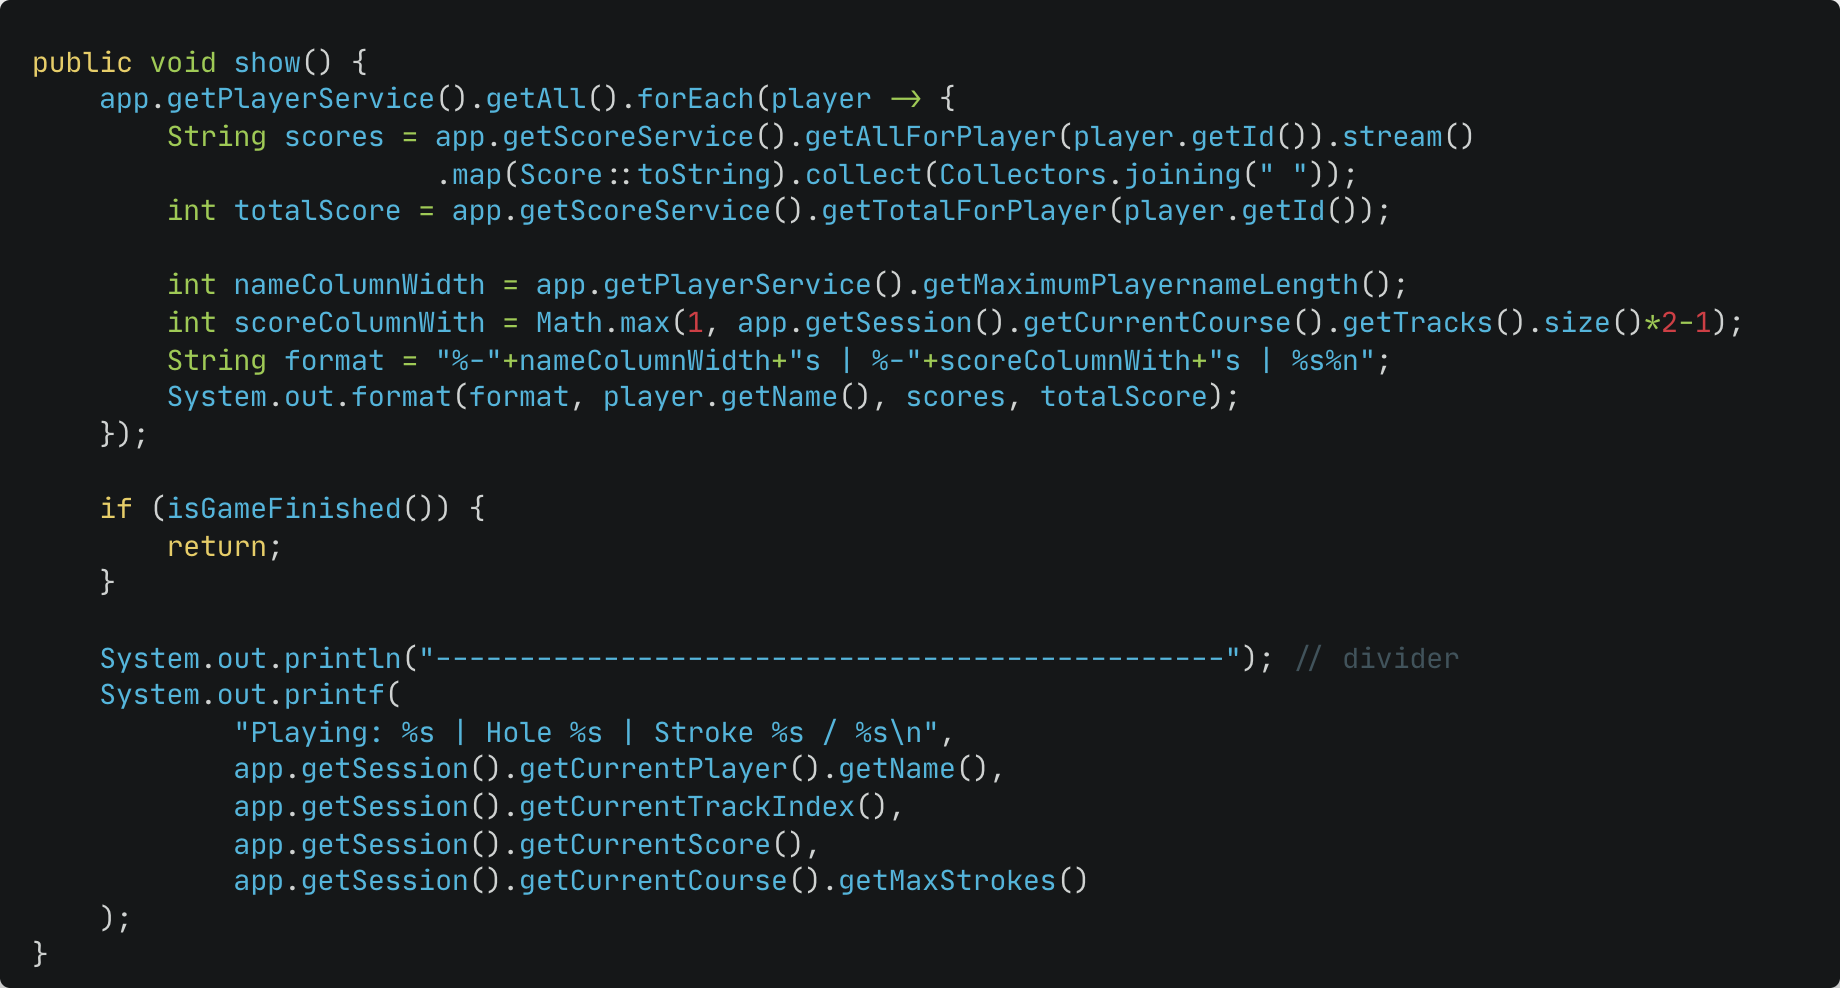 public void show() {
    app.getPlayerService().getAll().forEach(player -> {
        String scores = app.getScoreService().getAllForPlayer(player.getId()).stream()
                        .map(Score::toString).collect(Collectors.joining(" "));
        int totalScore = app.getScoreService().getTotalForPlayer(player.getId());

        int nameColumnWidth = app.getPlayerService().getMaximumPlayernameLength();
        int scoreColumnWith = Math.max(1, app.getSession().getCurrentCourse().getTracks().size()*2-1);
        String format = "%-"+nameColumnWidth+"s | %-"+scoreColumnWith+"s | %s%n";
        System.out.format(format, player.getName(), scores, totalScore);
    });

    if (isGameFinished()) {
        return;
    }

    System.out.println("-----------------------------------------------"); // divider
    System.out.printf(
            "Playing: %s | Hole %s | Stroke %s / %s\n",
            app.getSession().getCurrentPlayer().getName(),
            app.getSession().getCurrentTrackIndex(),
            app.getSession().getCurrentScore(),
            app.getSession().getCurrentCourse().getMaxStrokes()
    );
}